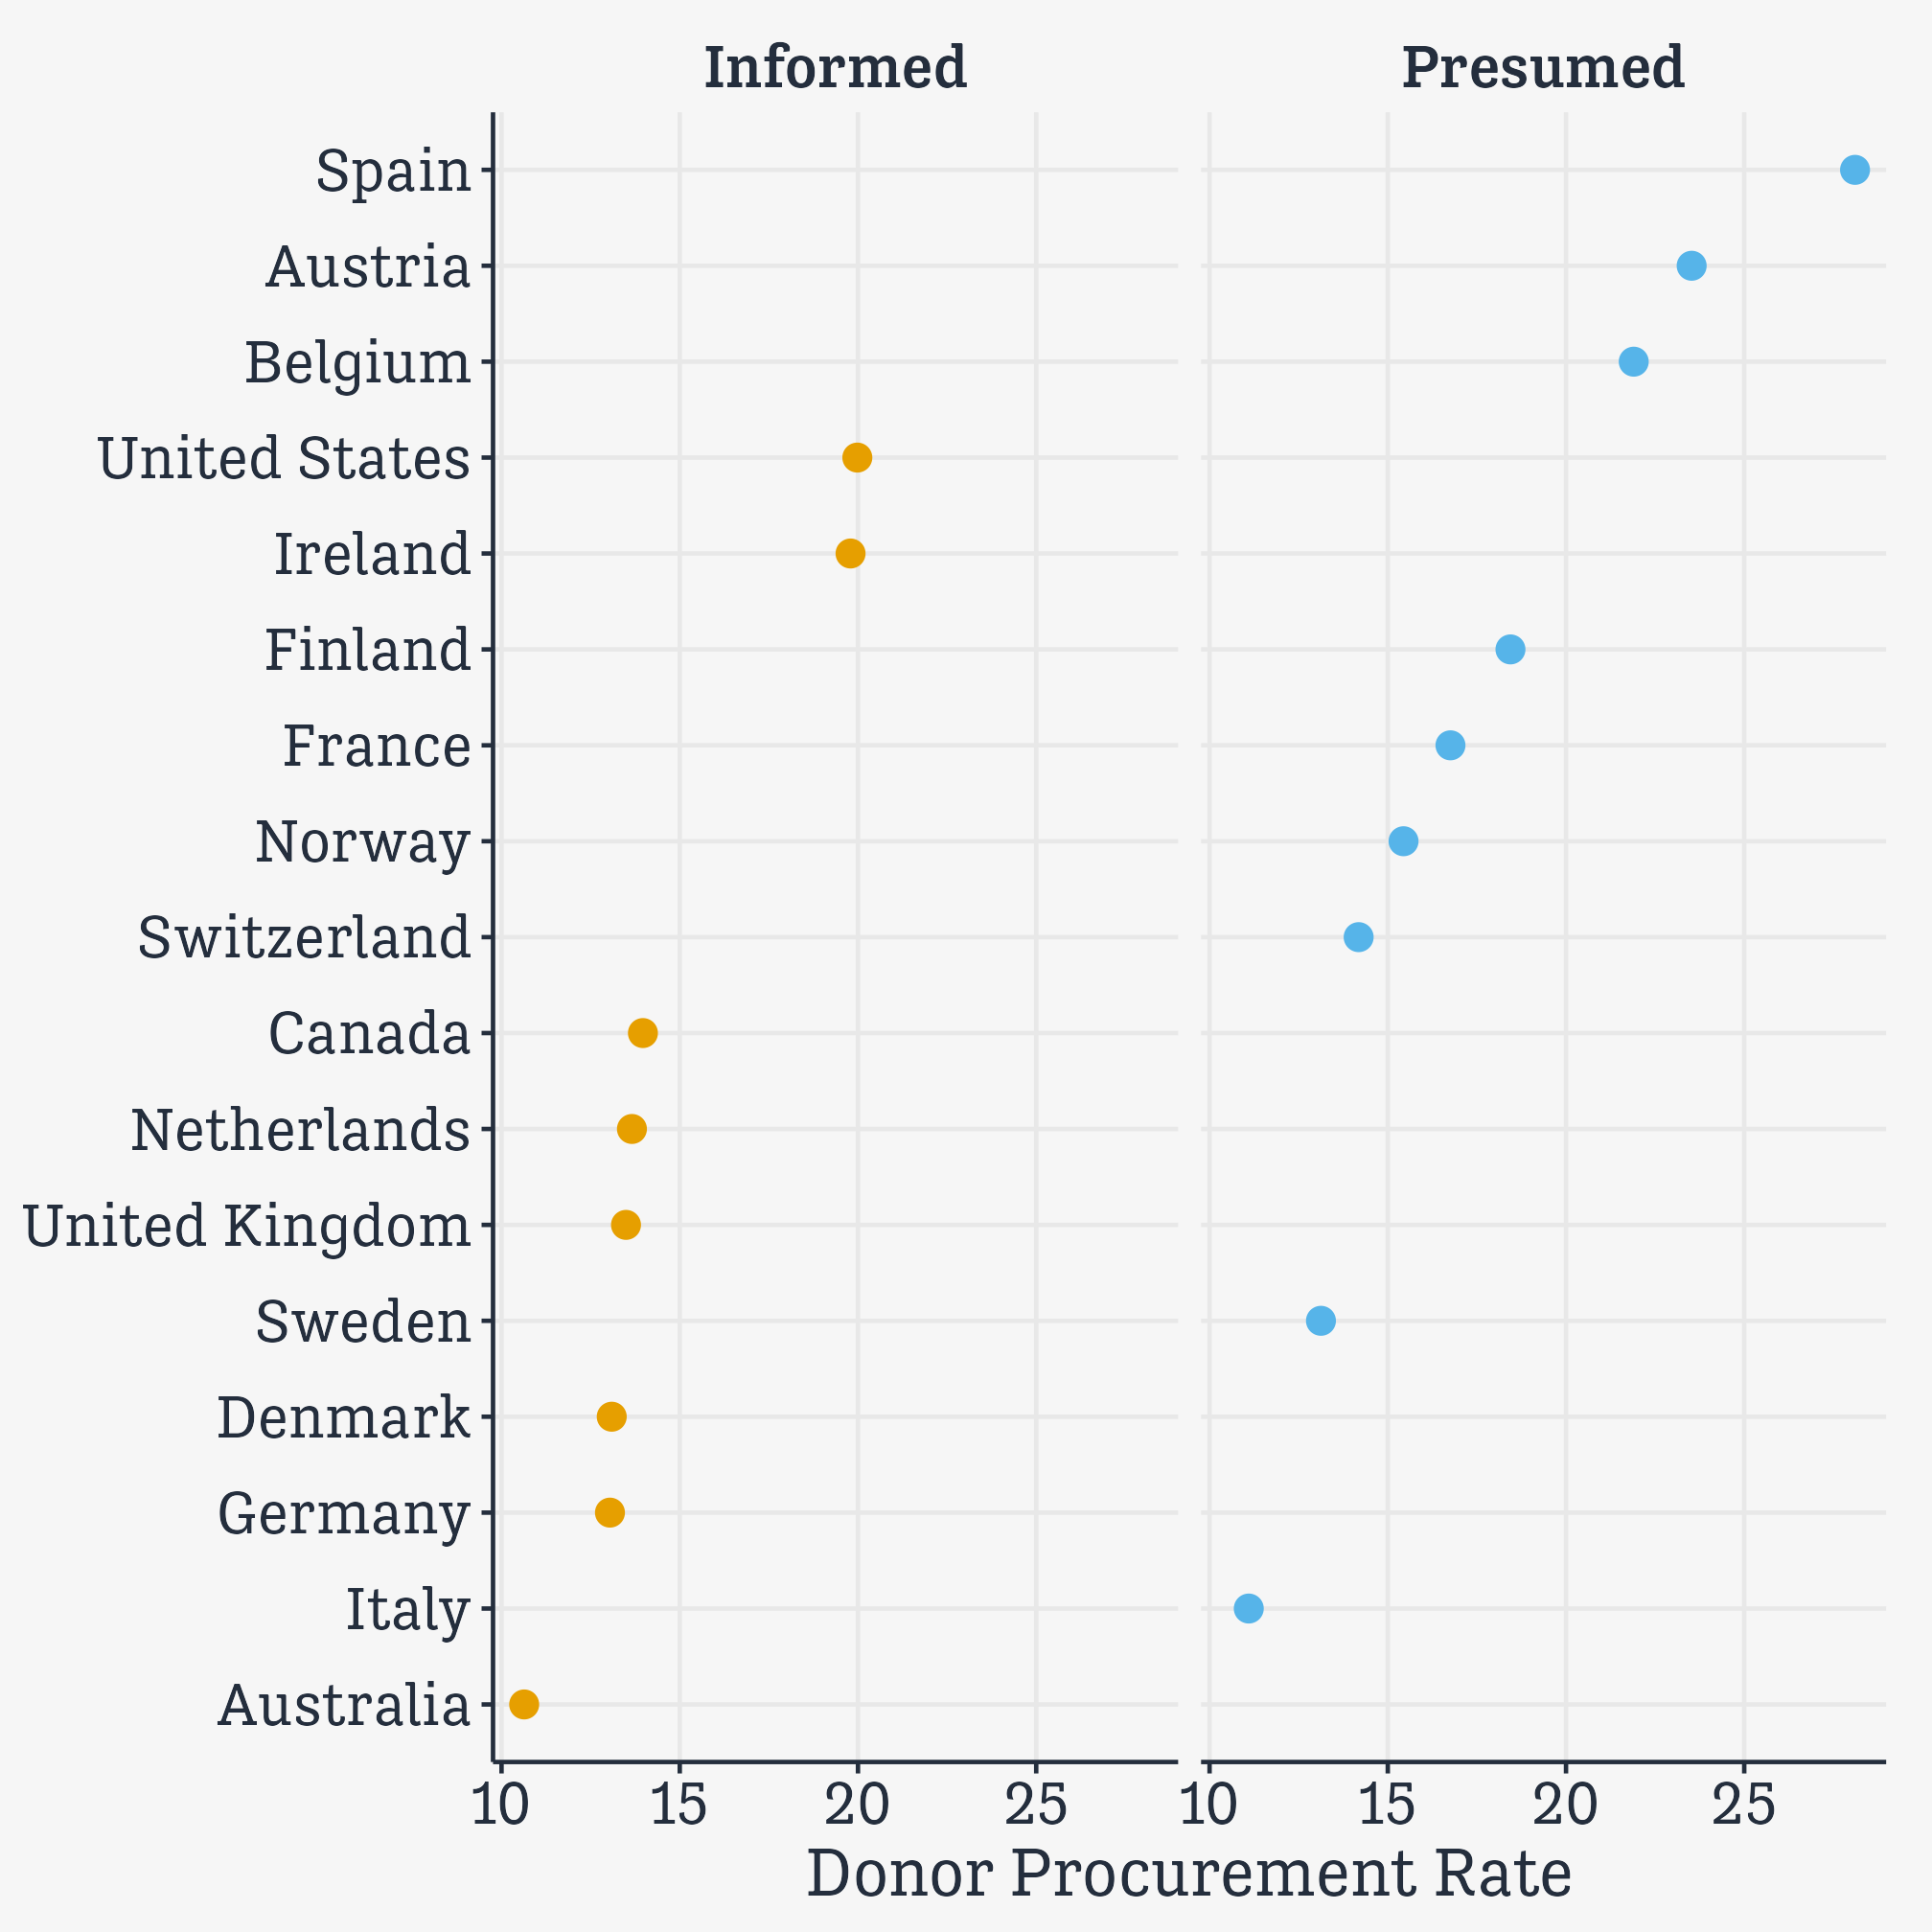 Informed Presumed
Spain
Austria
Belgium
United States
Ireland
Finland
France
Norway
Switzerland
Canada
Netherlands
United Kingdom
Sweden
Denmark
Germany
Italy
Australia
10 15 20 25 10 15 20 25
Donor Procurement Rate